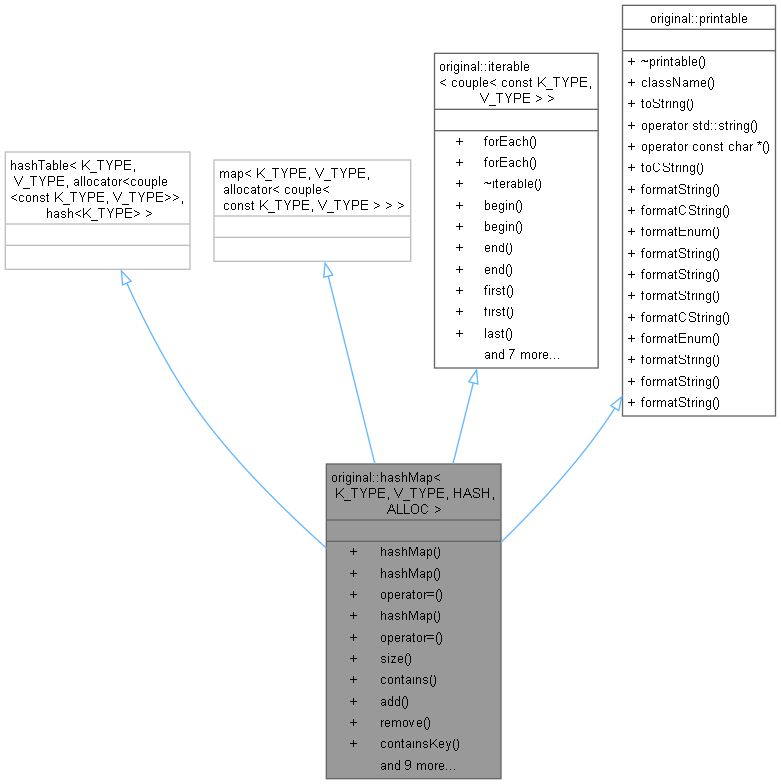 original::printable
+ ~printable()
+ className()
+ toString()
+ operator std::string()
+ operator const char *()
+ toCString()
+ formatString()
+ formatCString()
+ formatEnum()
+ formatString()
+ formatString()
+ formatString()
+ formatCString()
+ formatEnum()
+ formatString()
+ formatString()
+ formatString()
original::iterable
< couple< const K_TYPE,
V_TYPE > >
+ forEach()
+ forEach()
+ ~iterable()
+ begin()
+ begin()
+ end()
+ end()
+ first()
+ first()
+ last()
and 7 more...
hashTable< K_TYPE,
V_TYPE, allocator<couple
<const K_TYPE, V_TYPE>>,
hash<K_TYPE> >
map< K_TYPE, V_TYPE,
allocator< couple<
const K_TYPE, V_TYPE > > >
original::hashMap<
K_TYPE, V_TYPE, HASH,
ALLOC >
+ hashMap()
+ hashMap()
+ operator=()
+ hashMap()
+ operator=()
+ size()
+ contains()
+ add()
+ remove()
+ containsKey()
and 9 more...